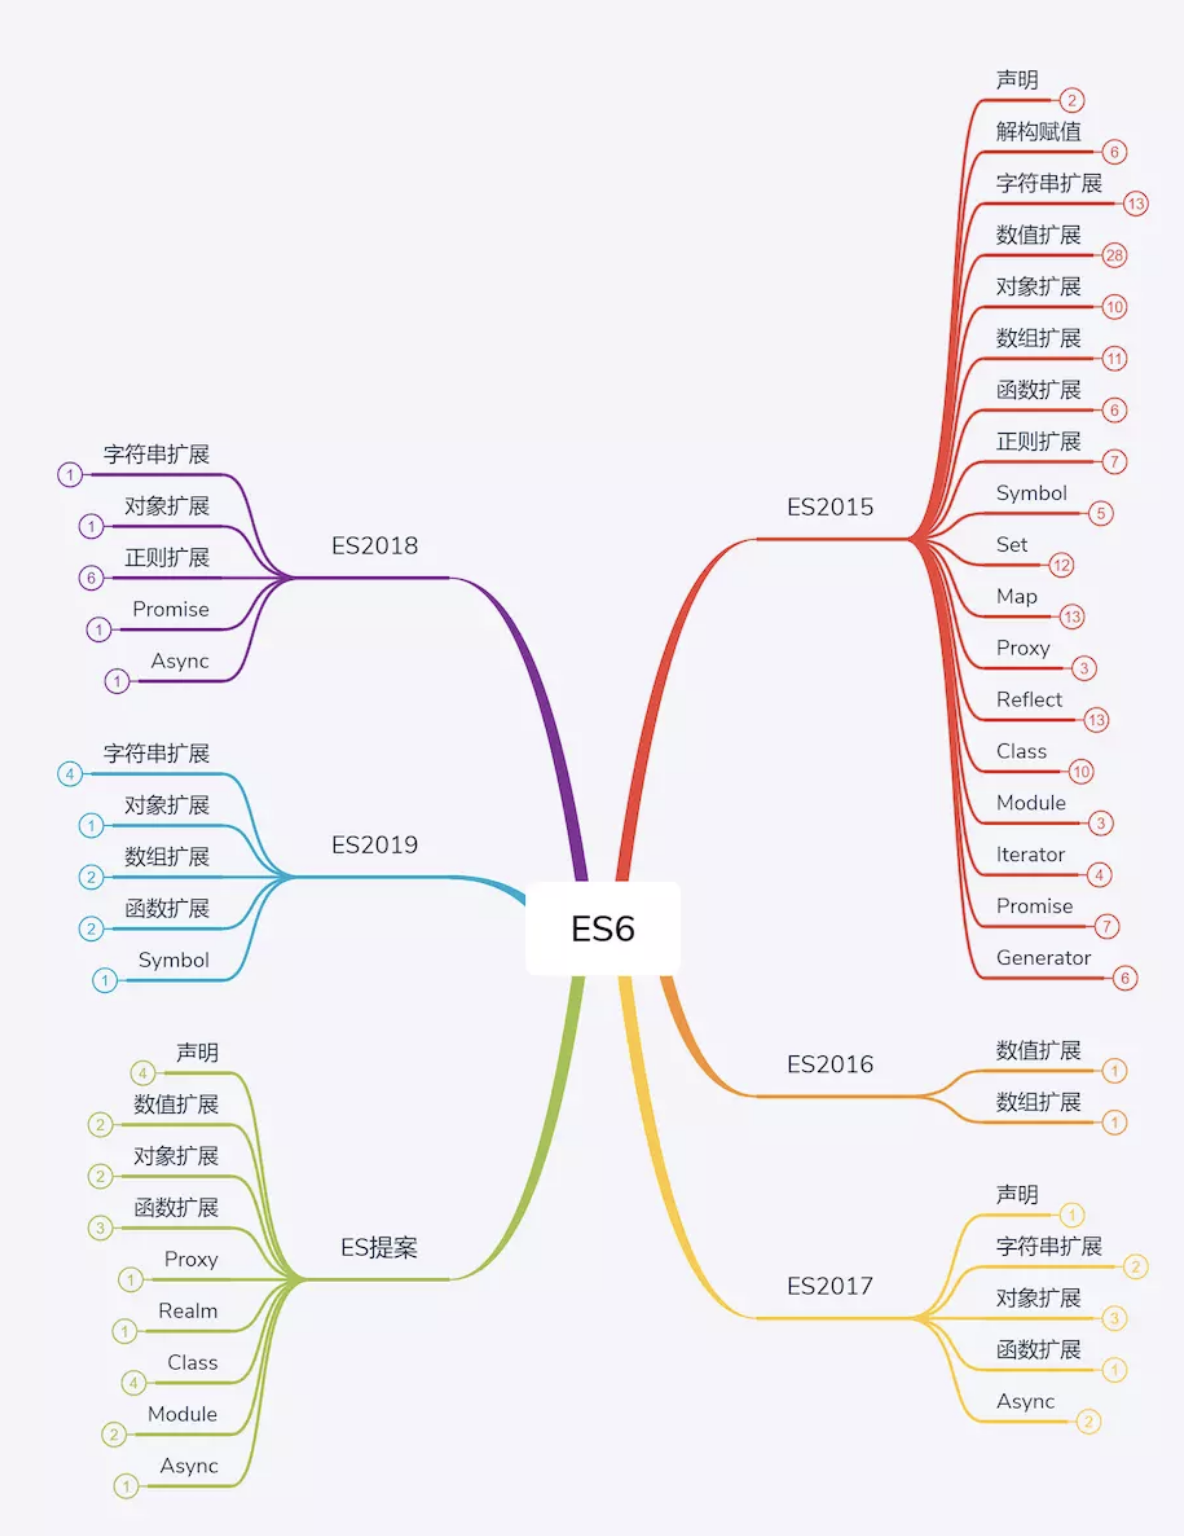 ES6
ES2015
声明
2
解构赋值
6
字符串扩展
13
数值扩展
28
对象扩展
10
数组扩展
11
函数扩展
6
正则扩展
7
Symbol
5
Set
12
Map
13
Proxy
3
Reflect
13
Class
10
Module
3
Iterator
4
Promise
7
Generator
6
ES2016
数值扩展
1
数组扩展
1
ES2017
声明
1
字符串扩展
2
对象扩展
3
函数扩展
1
Async
2
ES2018
字符串扩展
1
对象扩展
1
正则扩展
6
Promise
1
Async
1
ES2019
字符串扩展
4
对象扩展
1
数组扩展
2
函数扩展
2
Symbol
1
ES提案
声明
4
数值扩展
2
对象扩展
2
函数扩展
3
Proxy
1
Realm
1
Class
4
Module
2
Async
1